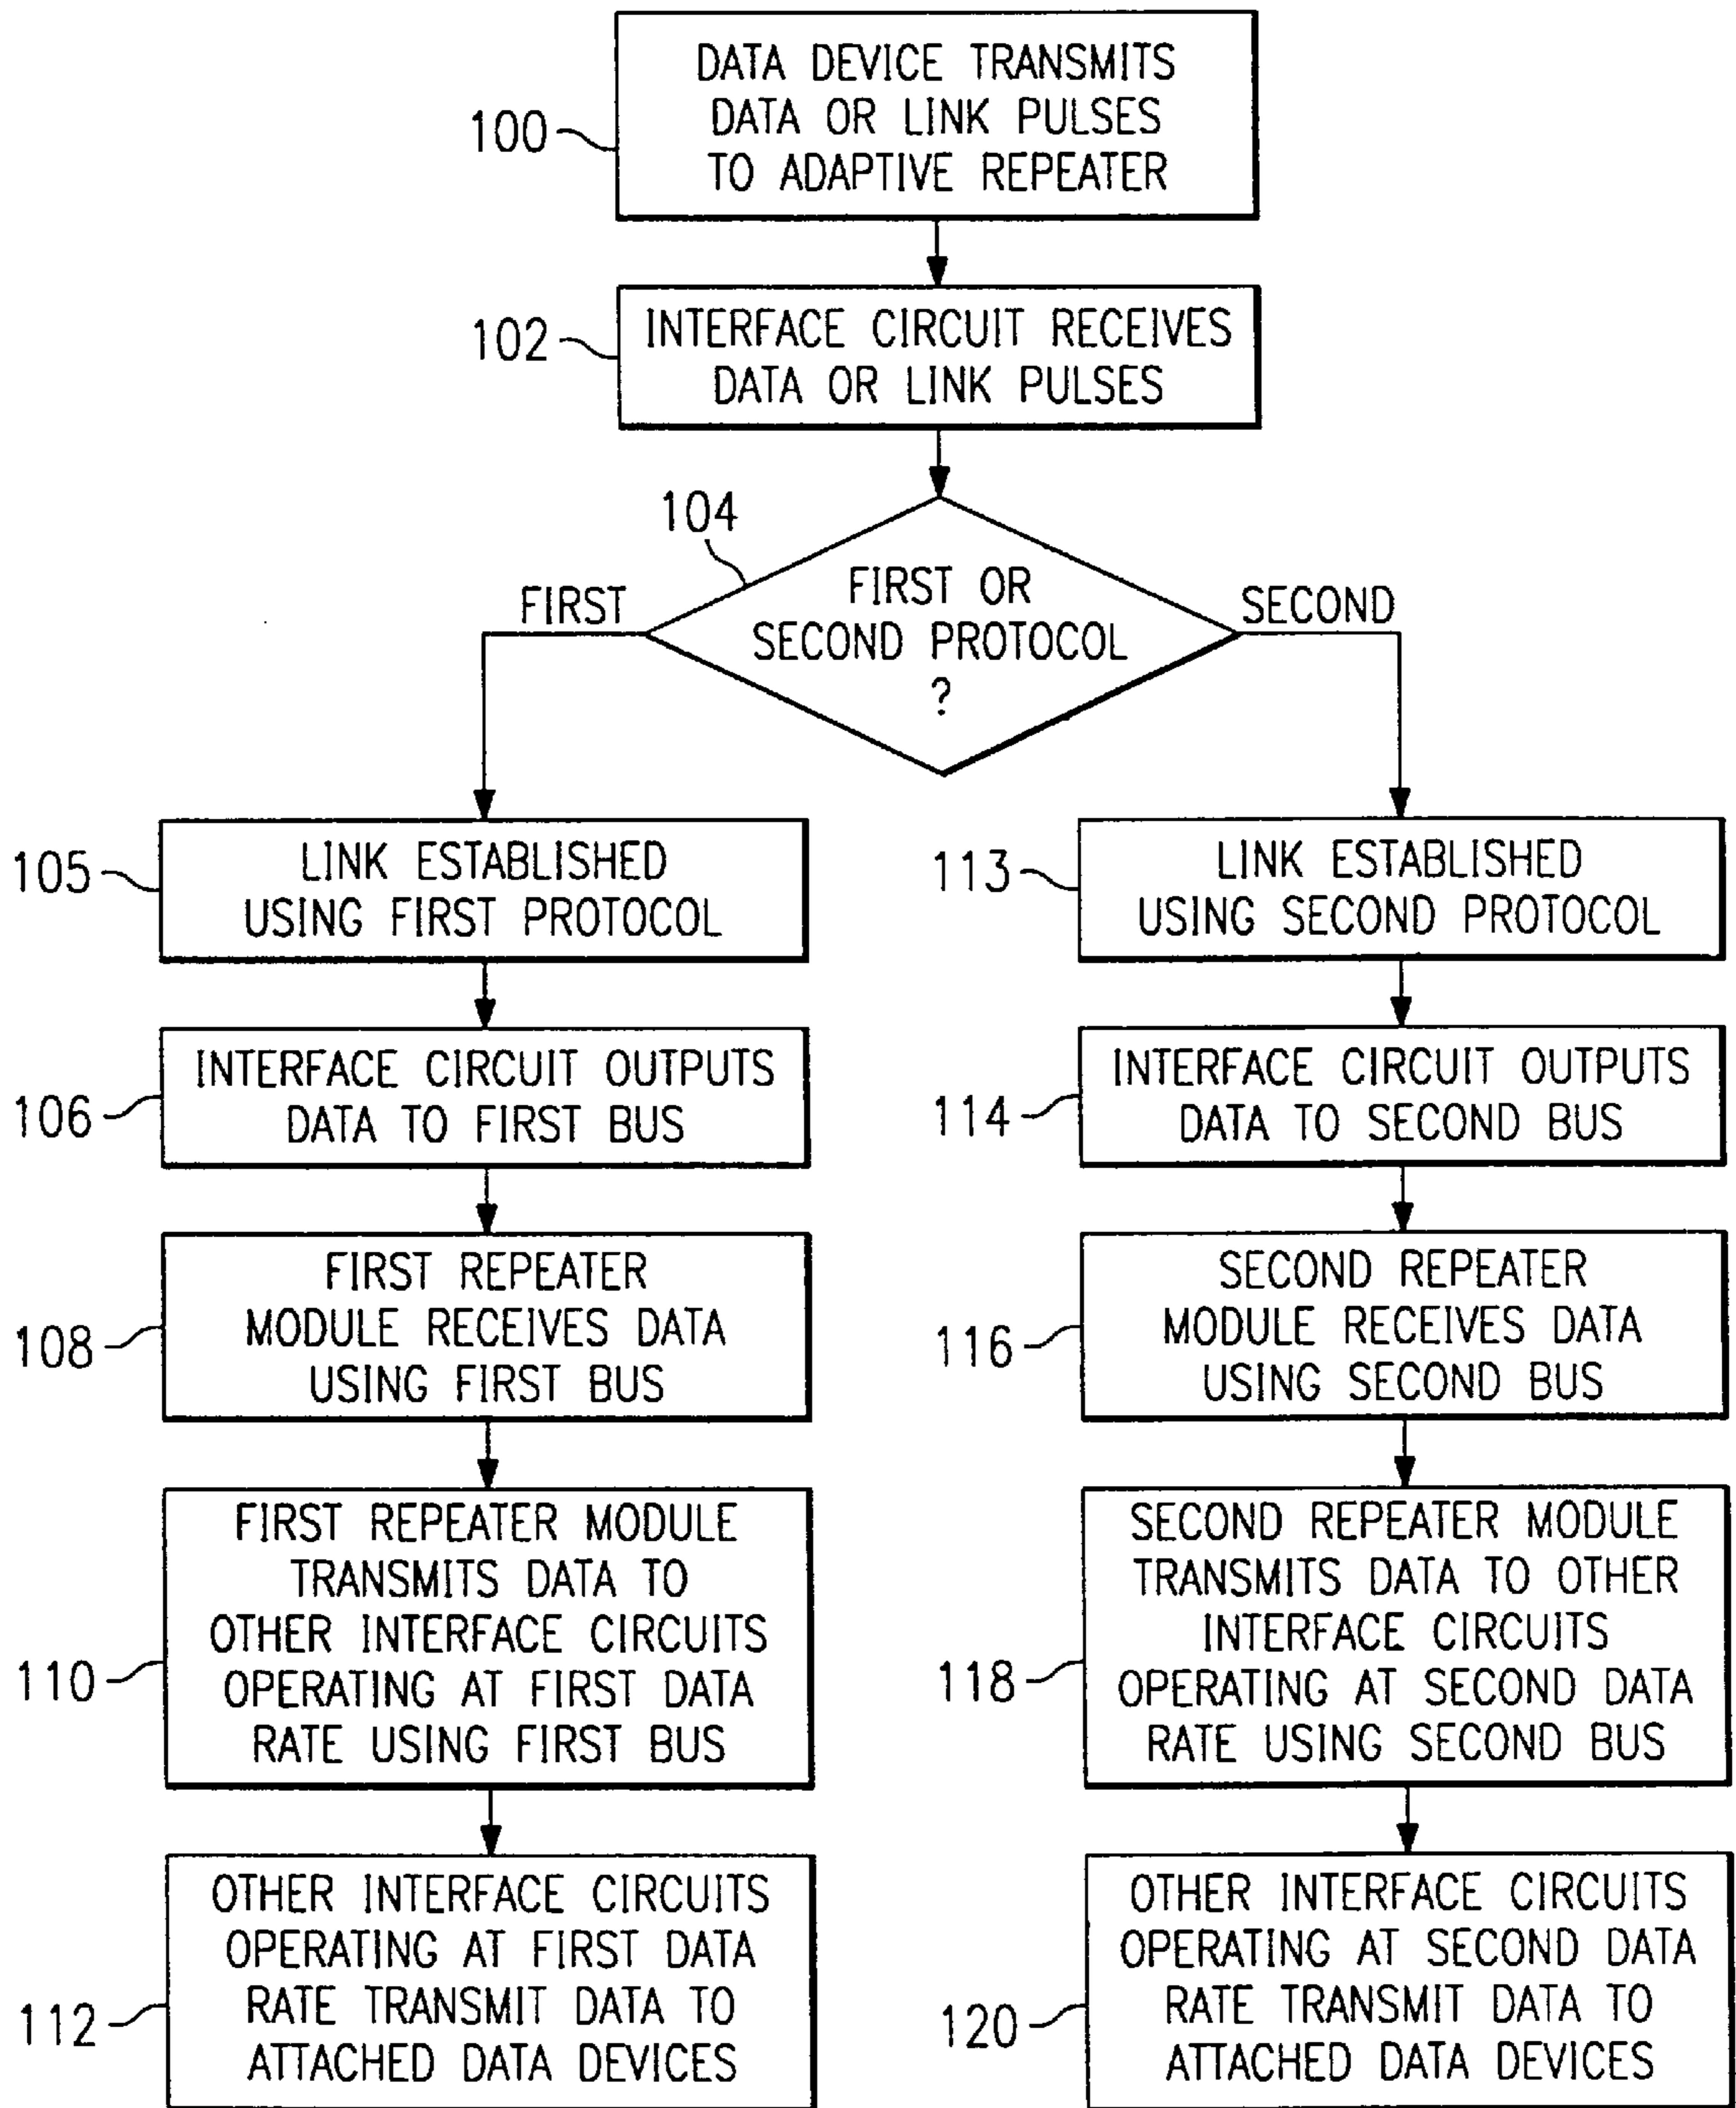 100
DATA DEVICE TRANSMITS
DATA OR LINK PULSES
TO ADAPTIVE REPEATER
102
INTERFACE CIRCUIT RECEIVES
DATA OR LINK PULSES
104
FIRST OR
SECOND PROTOCOL
?
FIRST
SECOND
105
LINK ESTABLISHED
USING FIRST PROTOCOL
106
INTERFACE CIRCUIT OUTPUTS
DATA TO FIRST BUS
108
FIRST REPEATER
MODULE RECEIVES DATA
USING FIRST BUS
110
FIRST REPEATER MODULE
TRANSMITS DATA TO
OTHER INTERFACE CIRCUITS
OPERATING AT FIRST DATA
RATE USING FIRST BUS
112
OTHER INTERFACE CIRCUITS
OPERATING AT FIRST DATA
RATE TRANSMIT DATA TO
ATTACHED DATA DEVICES
113
LINK ESTABLISHED
USING SECOND PROTOCOL
114
INTERFACE CIRCUIT OUTPUTS
DATA TO SECOND BUS
116
SECOND REPEATER
MODULE RECEIVES DATA
USING SECOND BUS
118
SECOND REPEATER MODULE
TRANSMITS DATA TO OTHER
INTERFACE CIRCUITS
OPERATING AT SECOND DATA
RATE USING SECOND BUS
120
OTHER INTERFACE CIRCUITS
OPERATING AT SECOND DATA
RATE TRANSMIT DATA TO
ATTACHED DATA DEVICES